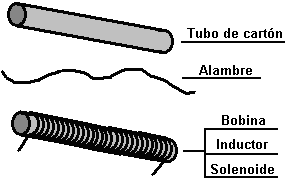 Tubo de cartón
Alambre
Bobina
Inductor
Solenoide